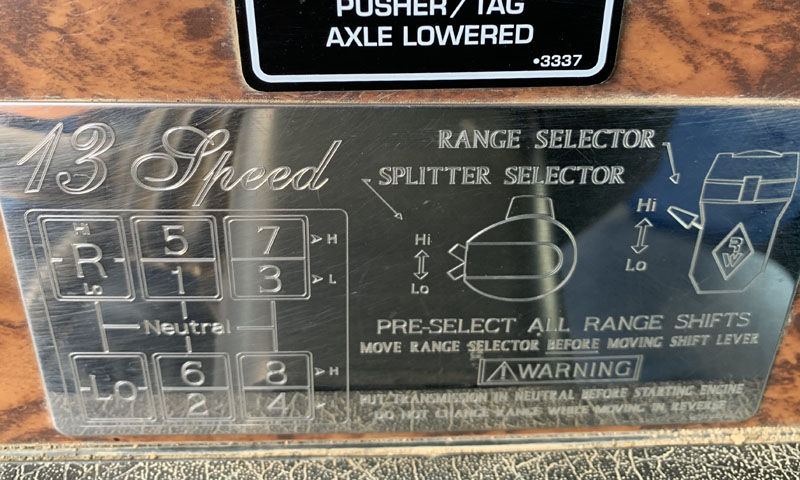 PUSHER/TAG
AXLE LOWERED
•3337
13 Speed
RANGE SELECTOR
SPLITTER SELECTOR
Hi
R
Lo
5
1
7
3
H
L
Neutral
Lo
6
2
8
4
H
Hi
Lo
Hi
Lo
RW
PRE-SELECT ALL RANGE SHIFTS
MOVE RANGE SELECTOR BEFORE MOVING SHIFT LEVER
WARNING
PUT TRANSMISSION IN NEUTRAL BEFORE STARTING ENGINE
DO NOT CHANGE RANGE WHILE MOVING IN REVERSE